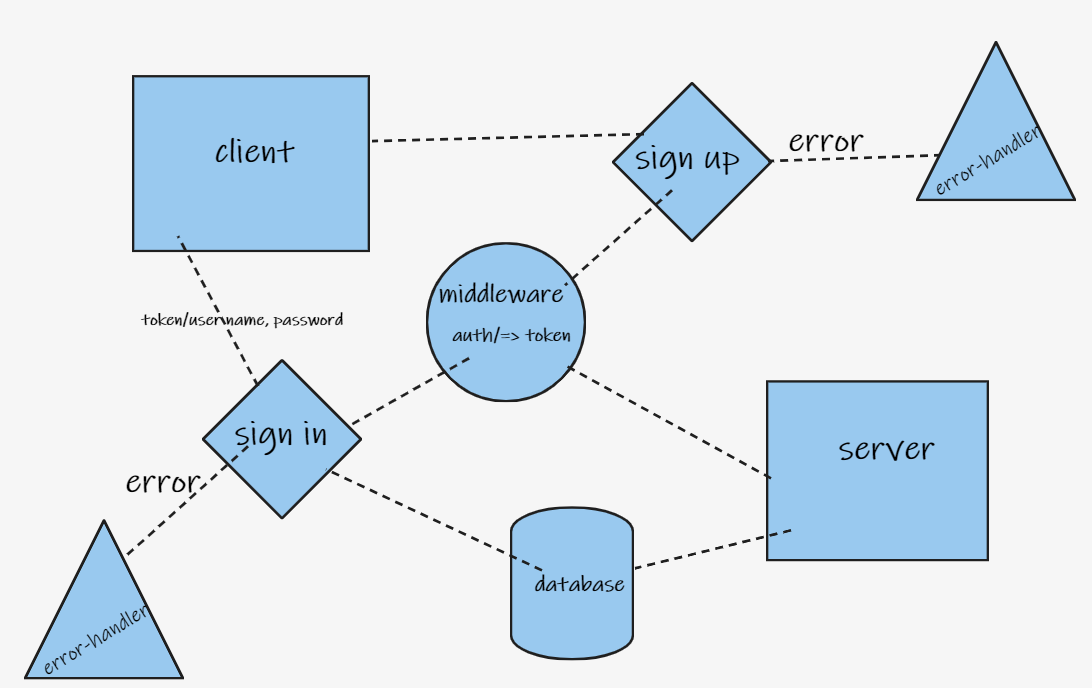 client
sign up
error
error-handler
middleware
auth/=> token
token/username, password
sign in
error
server
database
error-handler